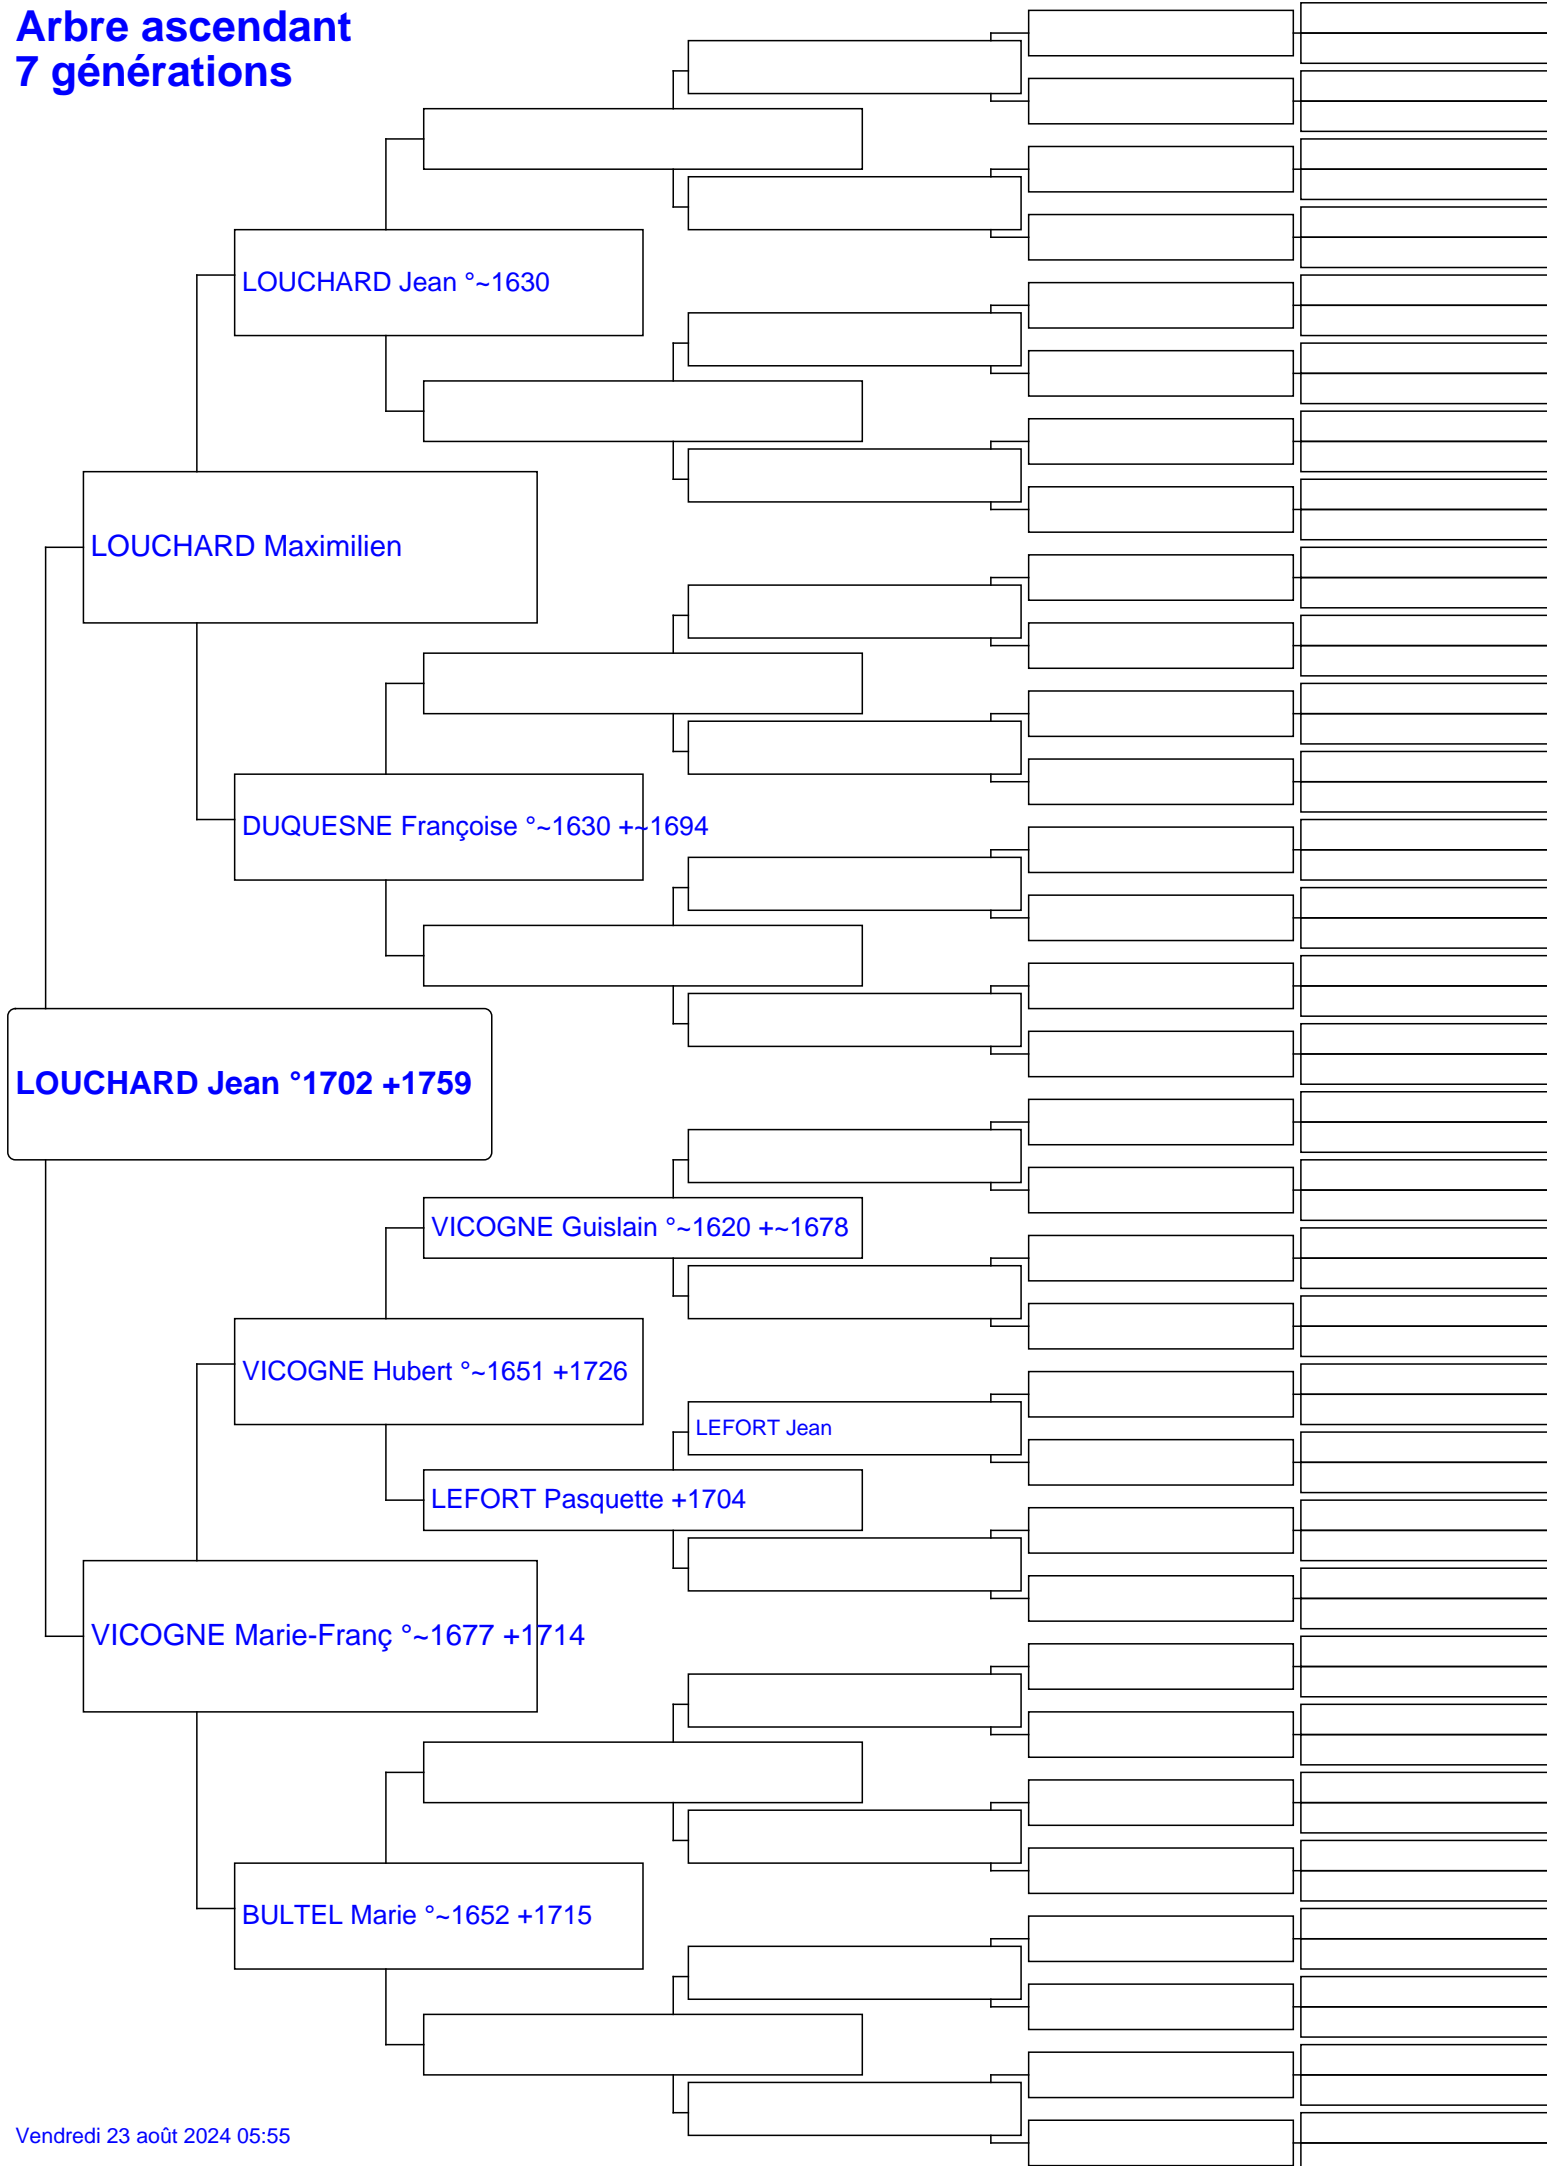 Arbre ascendant
7 générations
LOUCHARD Jean °~1630
LOUCHARD Maximilien
DUQUESNE Françoise °~1630 +~1694
LOUCHARD Jean °1702 +1759
VICOGNE Guislain °~1620 +~1678
VICOGNE Hubert °~1651 +1726
LEFORT Jean
LEFORT Pasquette +1704
VICOGNE Marie-Franç °~1677 +1714
BULTEL Marie °~1652 +1715
Vendredi 23 août 2024 05:55